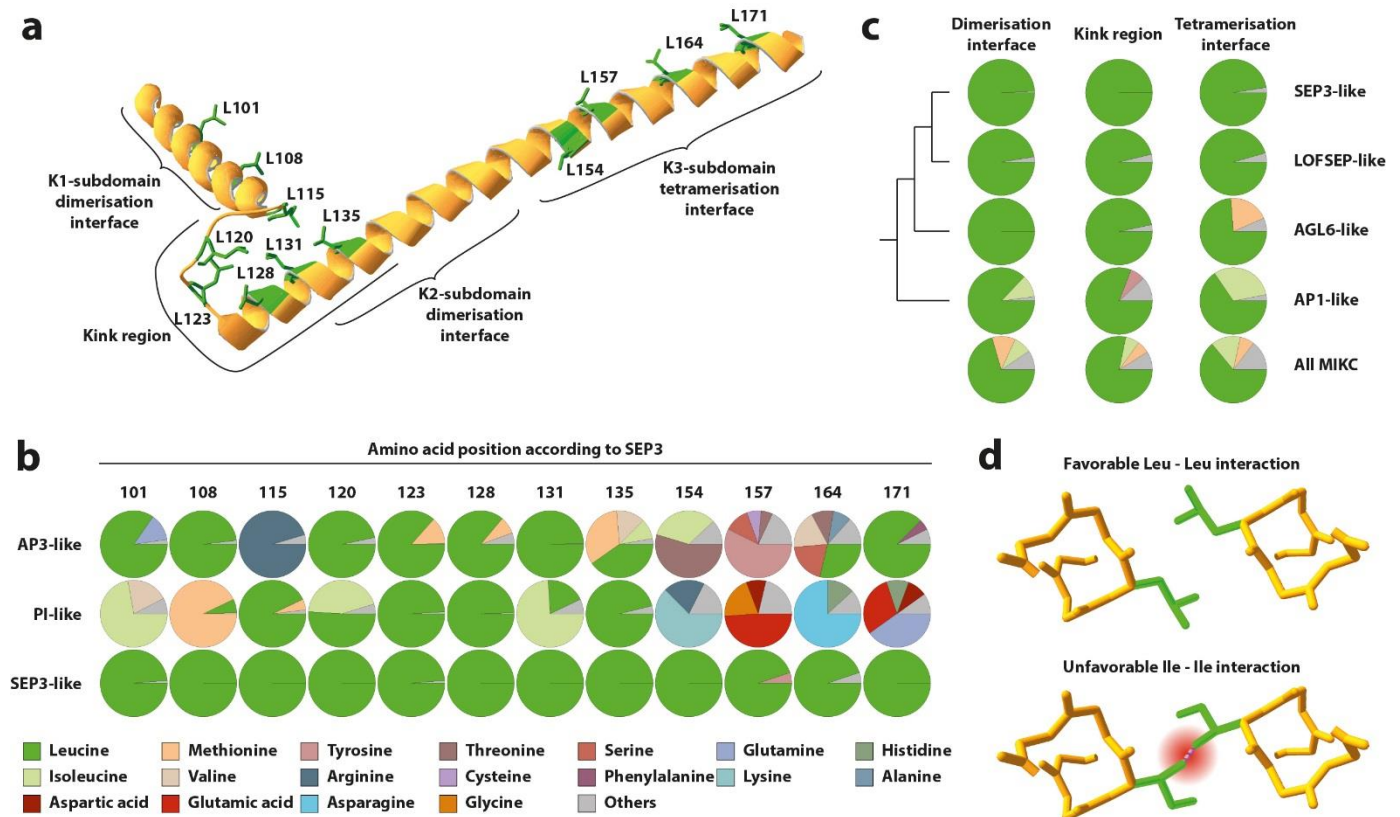 a
L101
L108
K1-subdomain
dimerisation
interface
L115
L120
L123
L128
L131
L135
Kink region
K2-subdomain
dimerisation
interface
L154
L157
L164
L171
K3-subdomain
tetramerisation
interface
c
Dimerisation
interface
Kink region
Tetramerisation
interface
SEP3-like
LOFSEP-like
AGL6-like
AP1-like
All MIKC
b
Amino acid position according to SEP3
101 108 115 120 123 128 131 135 154 157 164 171
AP3-like
PI-like
SEP3-like
Leucine Methionine Tyrosine Threonine Serine Glutamine Histidine
Isoleucine Valine Arginine Cysteine Phenylalanine Lysine Alanine
Aspartic acid Glutamic acid Asparagine Glycine Others
d
Favorable Leu - Leu interaction
Unfavorable Ile - Ile interaction